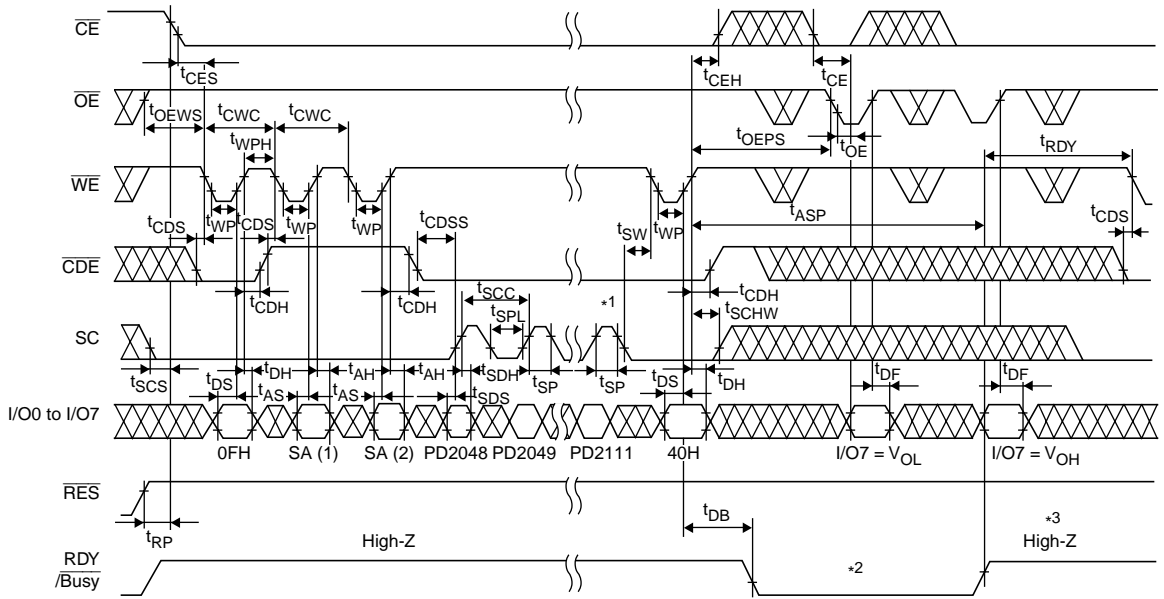 CE
tCES
tCEH
tCE
OE
tOEWS
tCWC
tCWC
tWPH
tOEPS
tOE
tRDY
WE
tCDS
tWP
tCDS
tWP
tWP
tCDSS
tSW
tWP
tASP
tCDS
CDE
tCDH
tCDH
tSCC
tSPL
*1
tCDH
tSCHW
SC
tSCS
tDS
tDH
tAS
tAH
tAS
tAH
tSDH
tSDS
tSP
tSP
tDS
tDH
tDF
tDF
I/O0 to I/O7
0FH
SA (1)
SA (2)
PD2048
PD2049
PD2111
40H
I/O7 = VOL
I/O7 = VOH
RES
tRP
tDB
*3
RDY
/Busy
High-Z
*2
High-Z